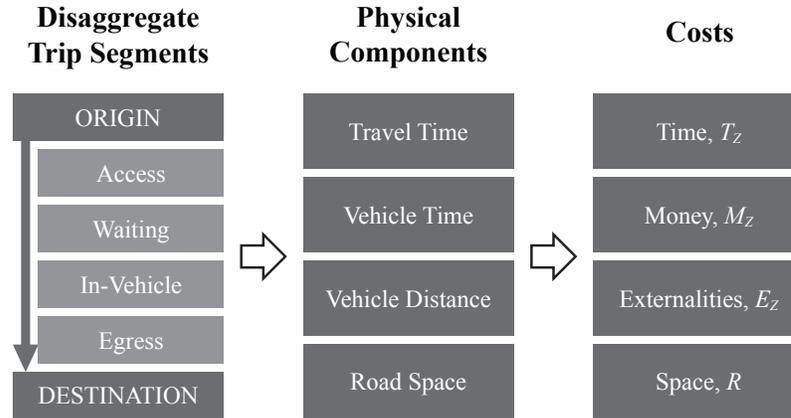 Disaggregate
Trip Segments
ORIGIN
Access
Waiting
In-Vehicle
Egress
DESTINATION
Physical
Components
Travel Time
Vehicle Time
Vehicle Distance
Road Space
Costs
Time, T_Z
Money, M_Z
Externalities, E_Z
Space, R